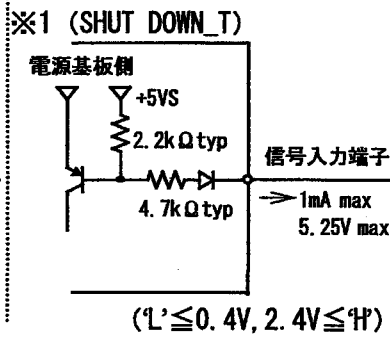 ※1 (SHUT DOWN_T)
電源基板側
+5VS
2.2kΩtyp
信号入力端子
4.7kΩtyp
1mA max
5.25V max
('L'≦0.4V, 2.4V≦'H')